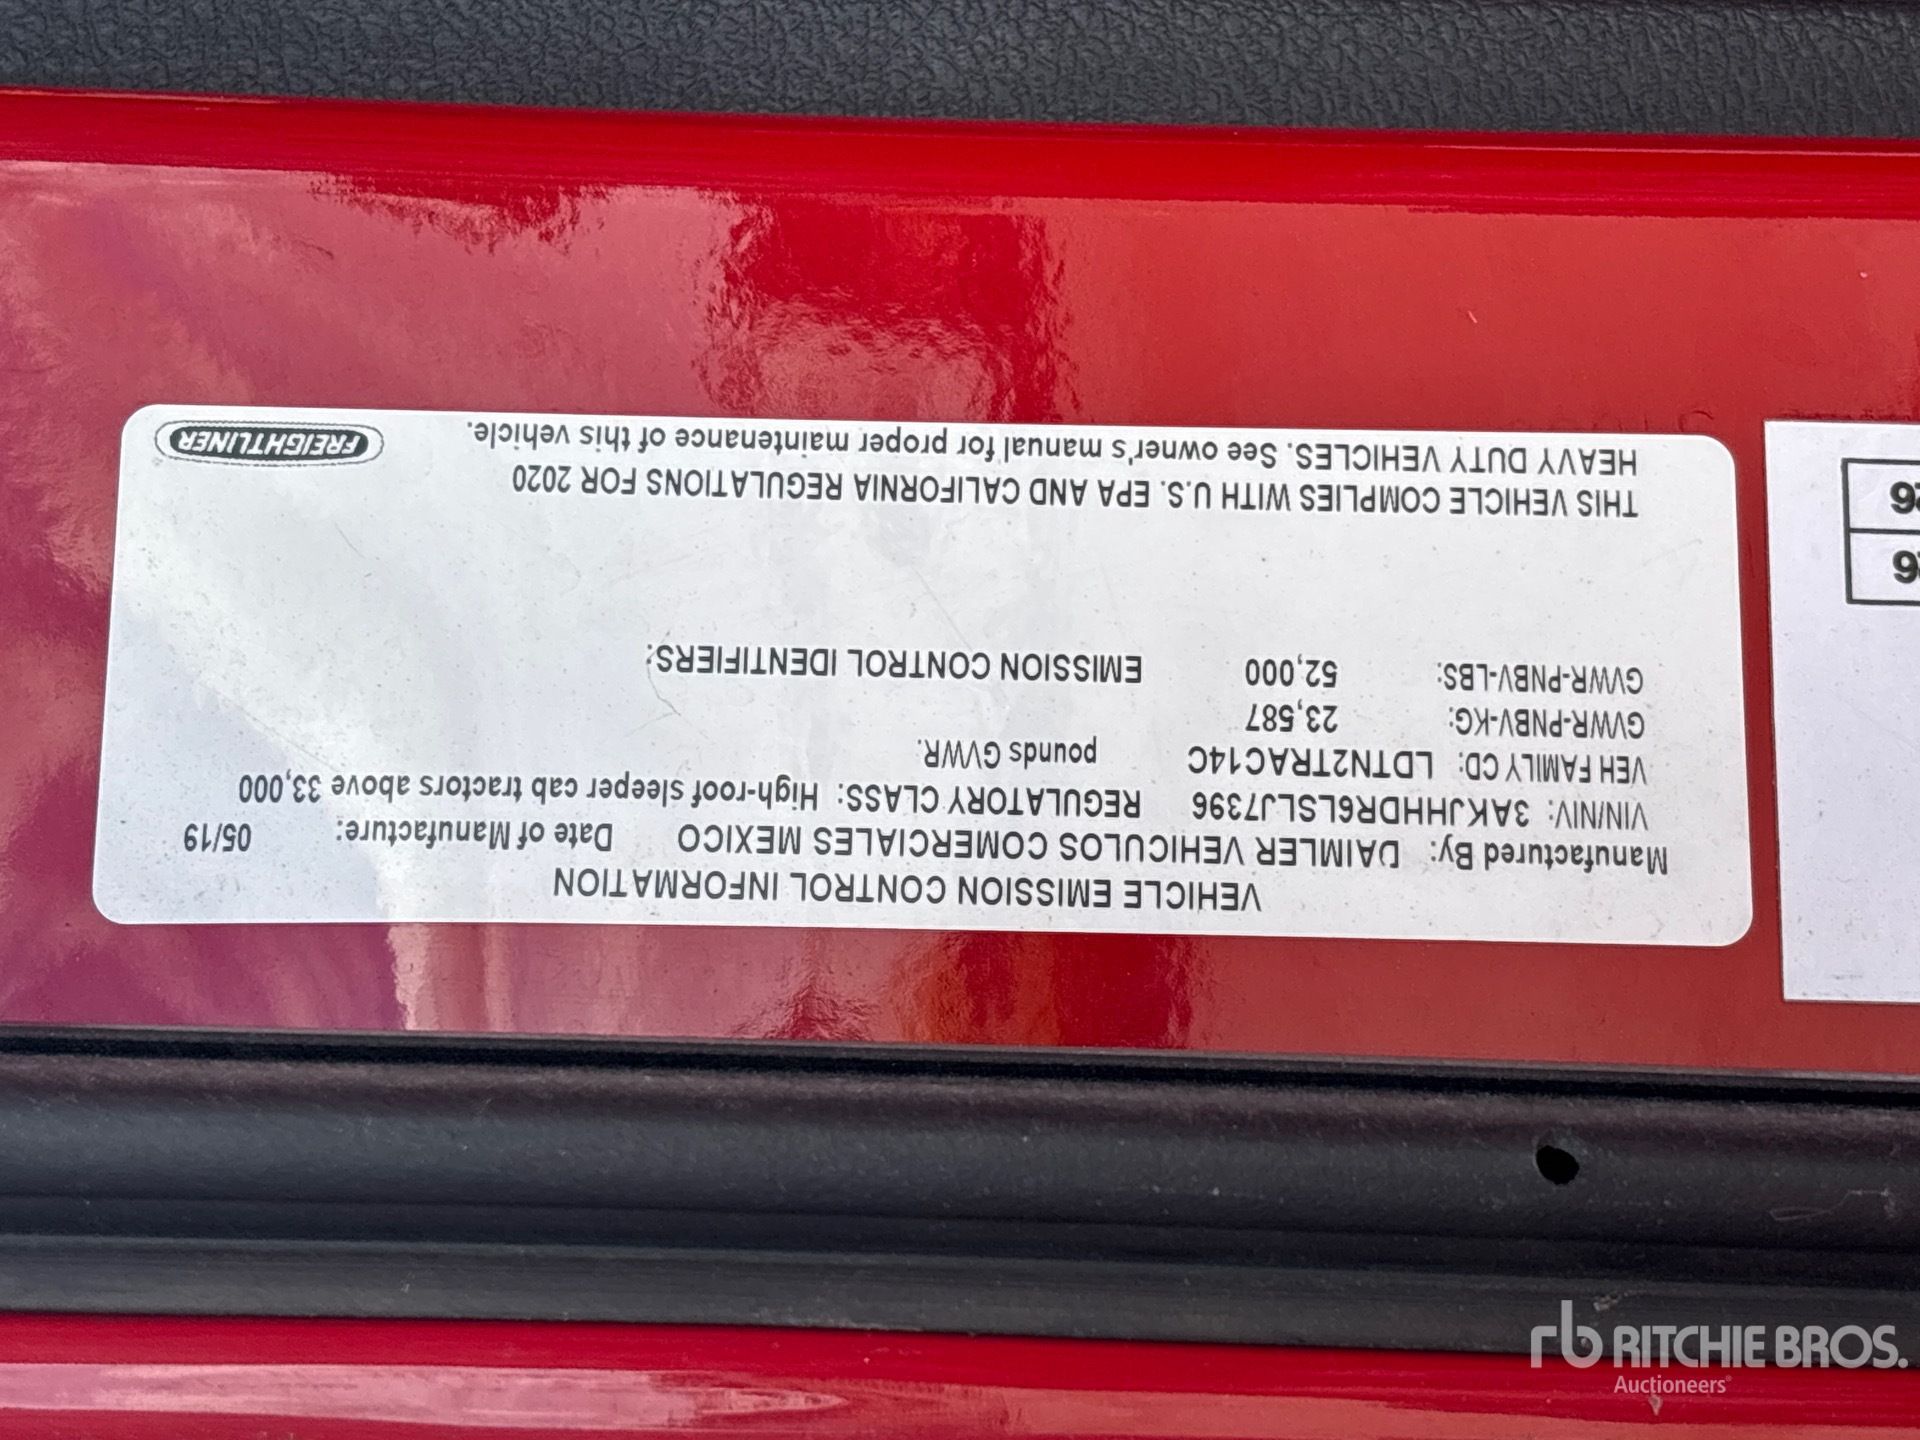 VEHICLE EMISSION CONTROL INFORMATION
Manufactured By: DAIMLER VEHICULOS COMERCIALES MEXICO Date of Manufacture: 05/19
VIN/NIV: 3AKJHHDR6LSLJ7396 REGULATORY CLASS: High-roof sleeper cab tractors above 33,000
VEH FAMILY CD: LDTN2TRAC14C pounds GVWR.
GVWR-PNBV-KG: 23,587
GVWR-PNBV-LBS: 52,000 EMISSION CONTROL IDENTIFIERS:
THIS VEHICLE COMPLIES WITH U.S. EPA AND CALIFORNIA REGULATIONS FOR 2020
HEAVY DUTY VEHICLES. See owner's manual for proper maintenance of this vehicle.
FREIGHTLINER
rb RITCHIE BROS.
Auctioneers